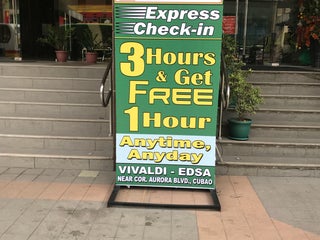 Express
Check-in
3 Hours
& Get
FREE
1 Hour
Anytime,
Anyday
VIVALDI - EDSA
NEAR COR. AURORA BLVD., CUBAO